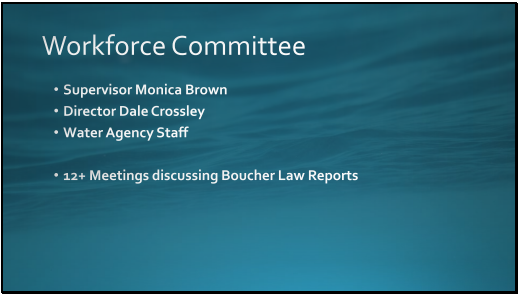 Workforce Committee
• Supervisor Monica Brown
• Director Dale Crossley
• Water Agency Staff
• 12+ Meetings discussing Boucher Law Reports